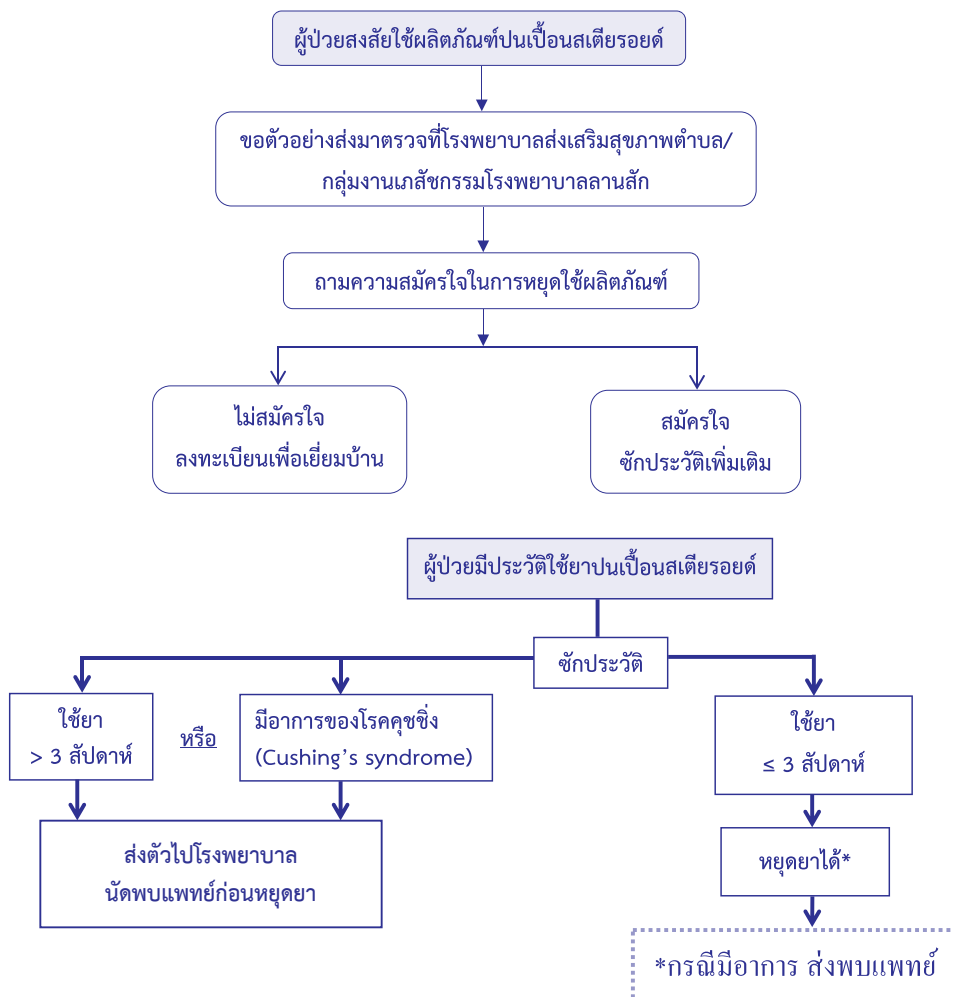 ผู้ป่วยสงสัยใช้ผลิตภัณฑ์ปนเปื้อนสเตียรอยด์
ขอตัวอย่างส่งมาตรวจที่โรงพยาบาลส่งเสริมสุขภาพตำบล/
กลุ่มงานเภสัชกรรมโรงพยาบาลลานสัก
ถามความสมัครใจในการหยุดใช้ผลิตภัณฑ์
ไม่สมัครใจ
ลงทะเบียนเพื่อเยี่ยมบ้าน
สมัครใจ
ซักประวัติเพิ่มเติม
ผู้ป่วยมีประวัติใช้ยาปนเปื้อนสเตียรอยด์
ซักประวัติ
ใช้ยา
> 3 สัปดาห์
หรือ
มีอาการของโรคคุชชิ่ง
(Cushing's syndrome)
ใช้ยา
≤ 3 สัปดาห์
ส่งตัวไปโรงพยาบาล
นัดพบแพทย์ก่อนหยุดยา
หยุดยาได้*
*กรณีมีอาการ ส่งพบแพทย์